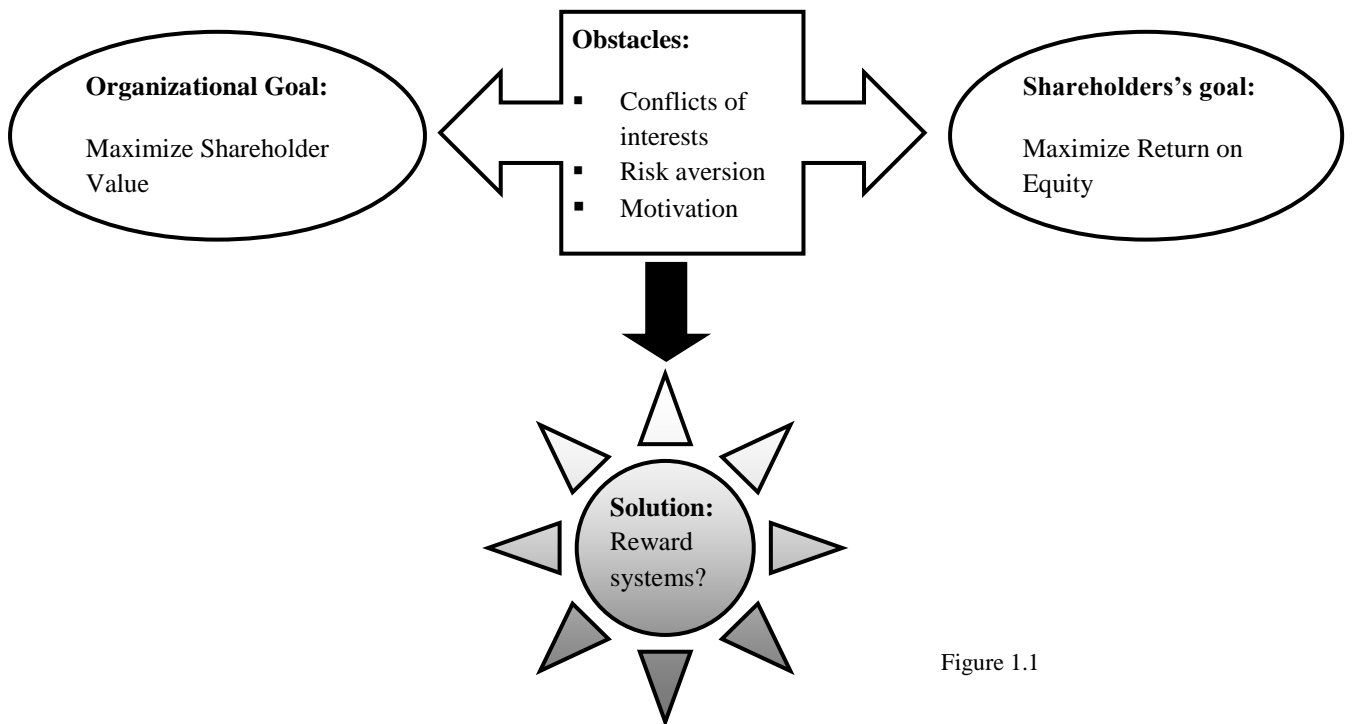 Organizational Goal:
Maximize Shareholder
Value
Obstacles:
▪ Conflicts of
interests
▪ Risk aversion
▪ Motivation
Shareholders's goal:
Maximize Return on
Equity
Solution:
Reward
systems?
Figure 1.1